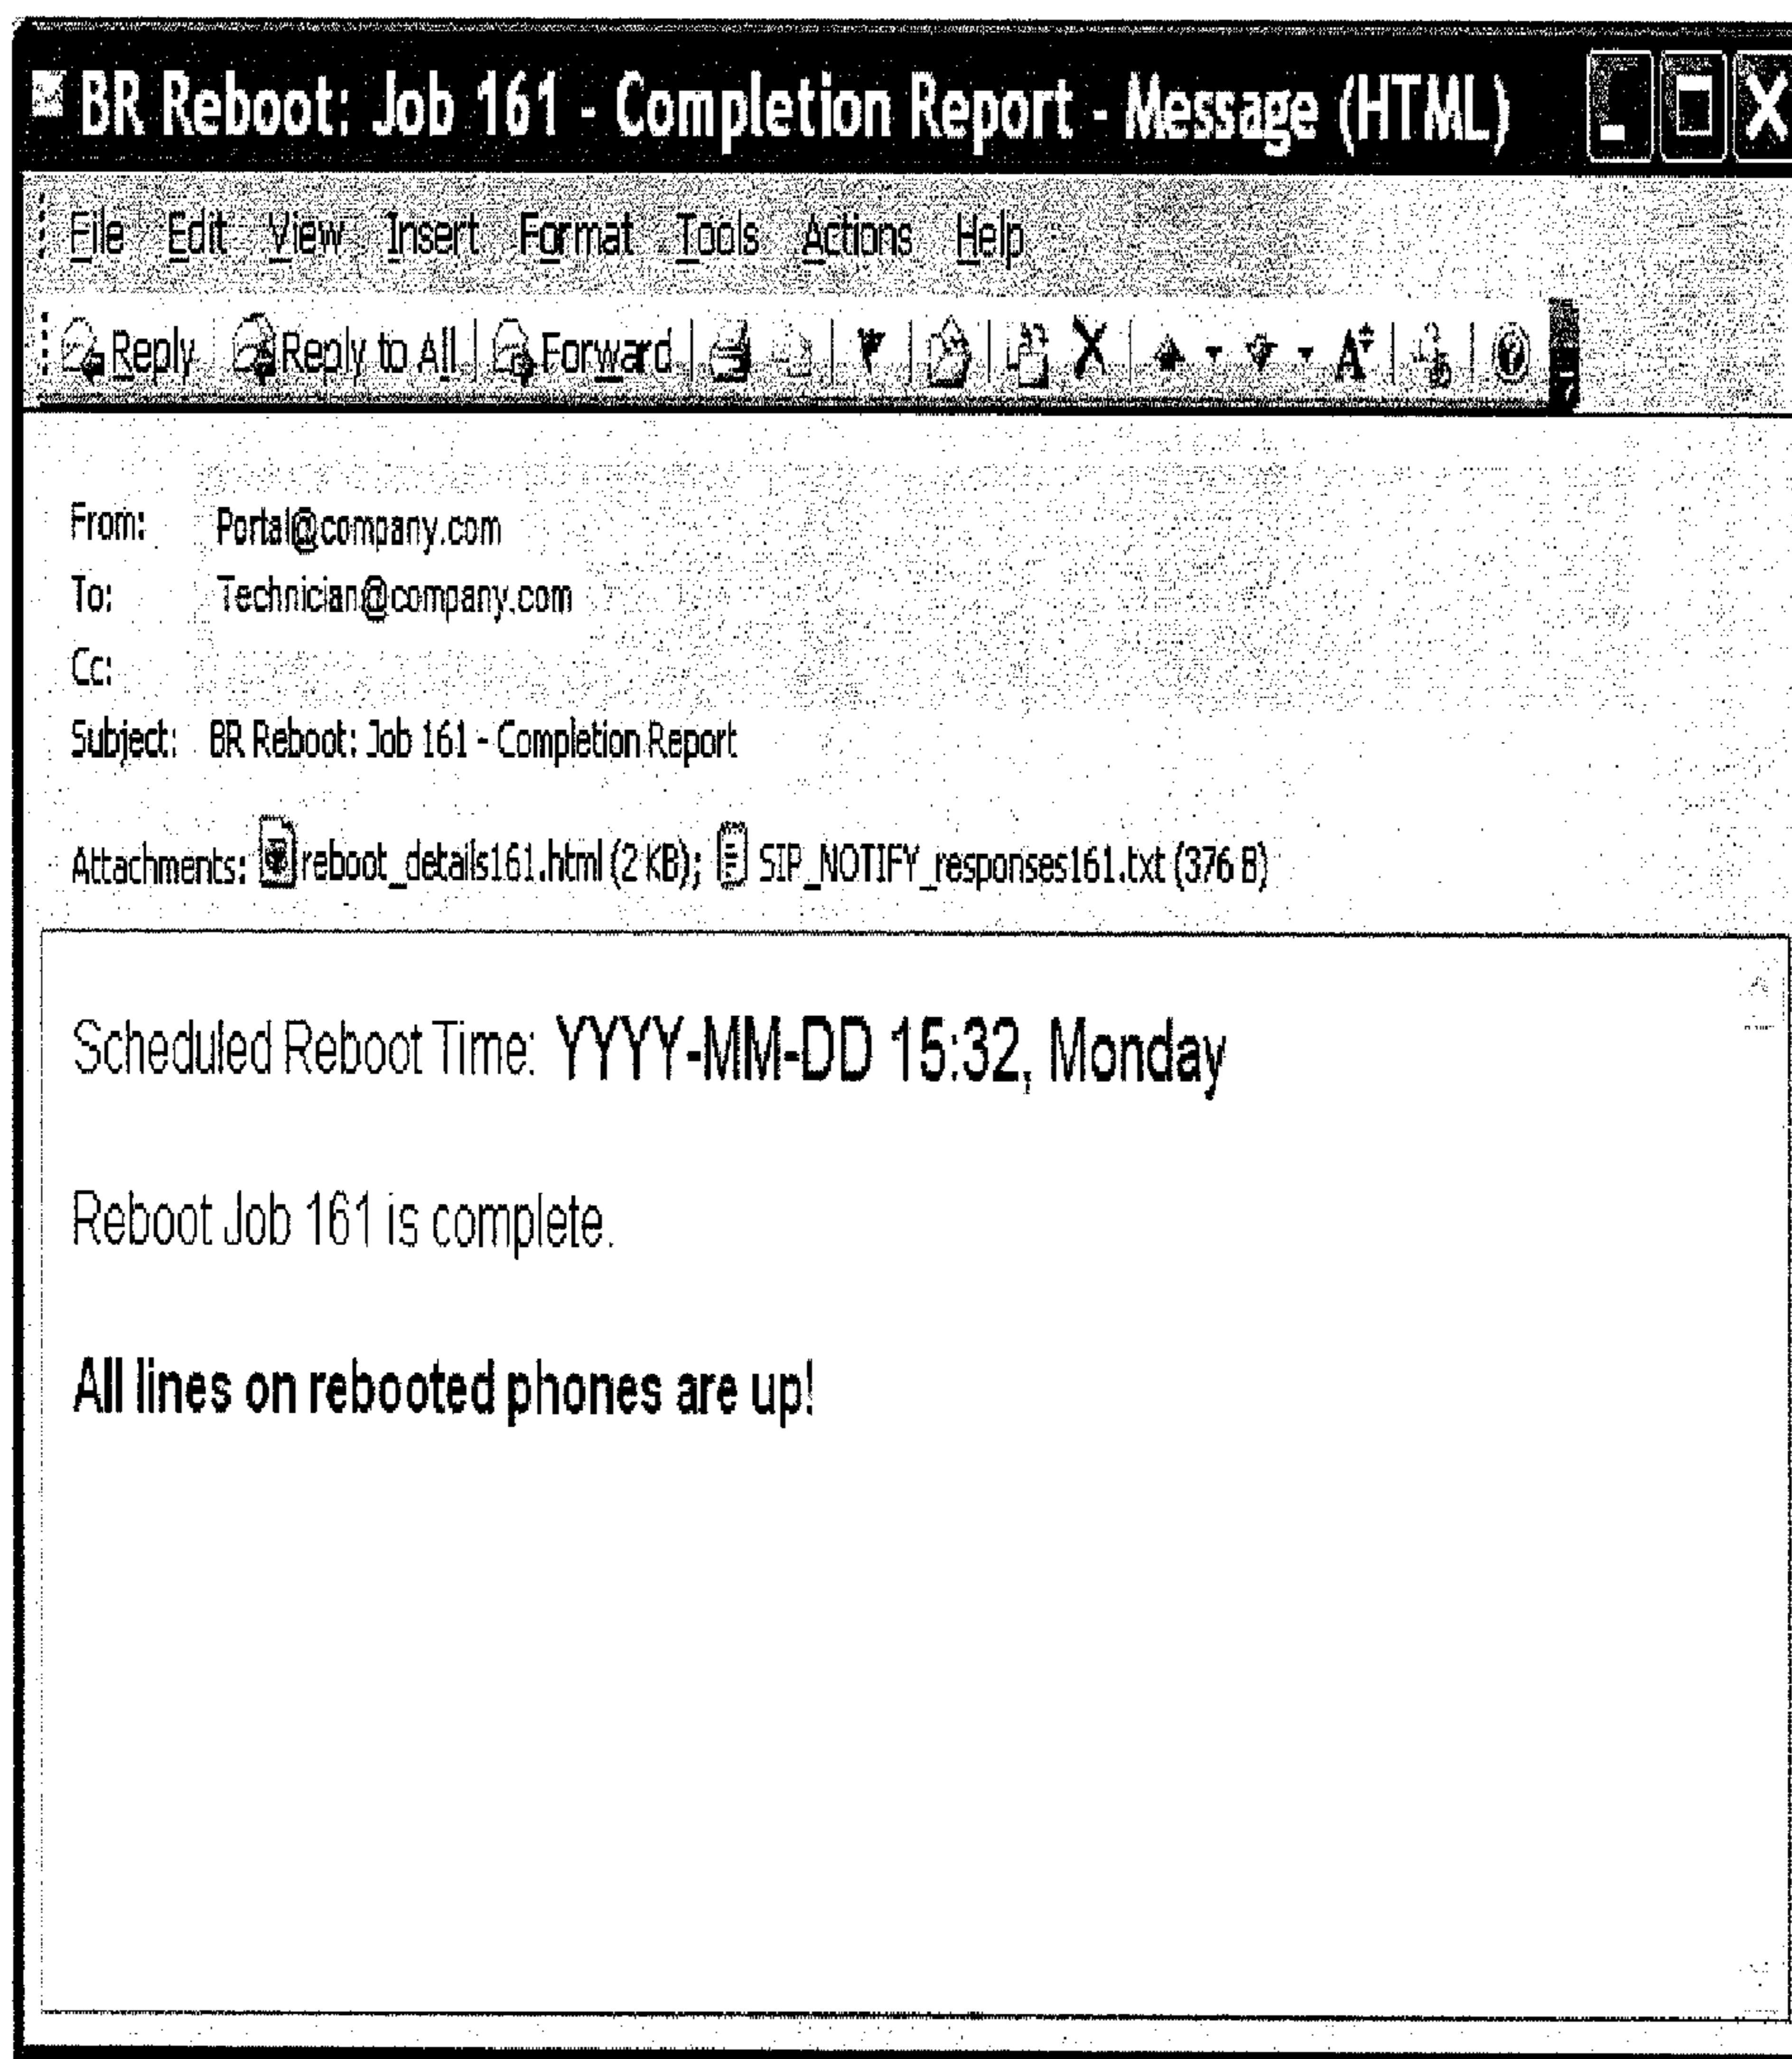 BR Reboot: Job 161 - Completion Report - Message (HTML)
File Edit View Insert Format Tools Actions Help
Reply Reply to All Forward
From: Portal@company.com
To: Technician@company.com
Cc:
Subject: BR Reboot: Job 161 - Completion Report
Attachments: reboot_details161.html (2 KB); SIP_NOTIFY_responses161.txt (376 B)
Scheduled Reboot Time: YYYY-MM-DD 15:32, Monday
Reboot Job 161 is complete.
All lines on rebooted phones are up!